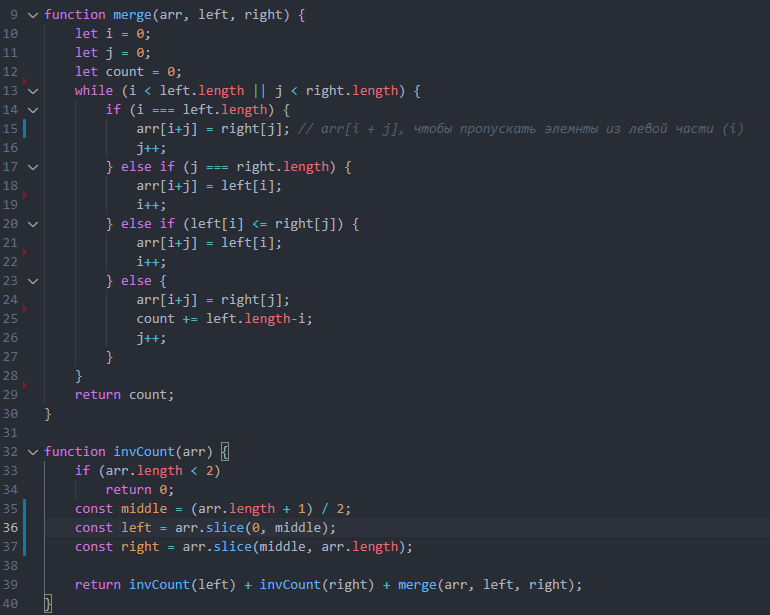 9 function merge(arr, left, right) {
10     let i = 0;
11     let j = 0;
12     let count = 0;
13     while (i < left.length || j < right.length) {
14         if (i === left.length) {
15             arr[i+j] = right[j]; // arr[i + j], чтобы пропускать элемнты из левой части (i)
16             j++;
17         } else if (j === right.length) {
18             arr[i+j] = left[i];
19             i++;
20         } else if (left[i] <= right[j]) {
21             arr[i+j] = left[i];
22             i++;
23         } else {
24             arr[i+j] = right[j];
25             count += left.length-i;
26             j++;
27         }
28     }
29     return count;
30 }
31
32 function invCount(arr) {
33     if (arr.length < 2)
34         return 0;
35     const middle = (arr.length + 1) / 2;
36     const left = arr.slice(0, middle);
37     const right = arr.slice(middle, arr.length);
38
39     return invCount(left) + invCount(right) + merge(arr, left, right);
40 }